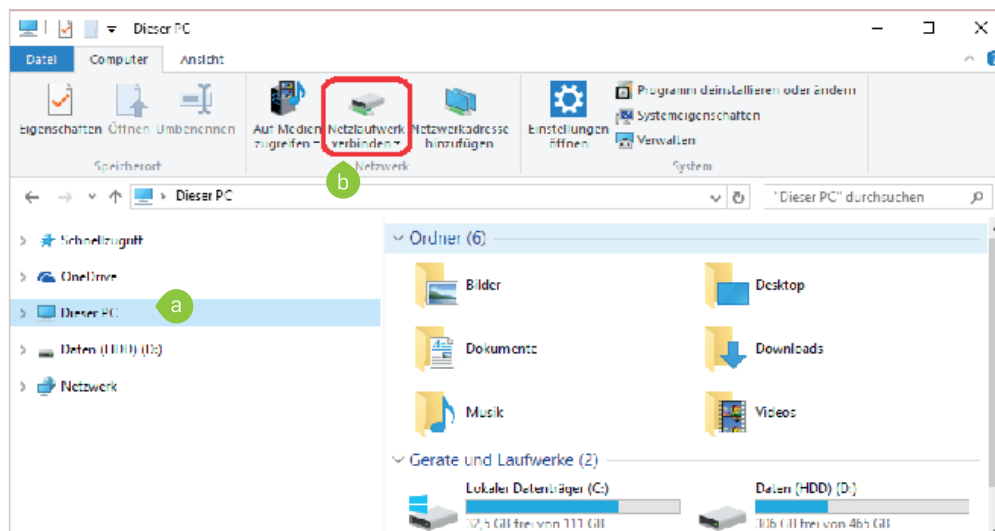 Dieser PC
Datei Computer Ansicht
Eigenschaften Öffnen Umbenennen
Auf Medien zugreifen
Netzlaufwerk verbinden
Netzwerkadresse hinzufügen
Einstellungen öffnen
Programm deinstallieren oder ändern
Systemeigenschaften
Verwalten
Speicherort
Netzwerk
System
b
Dieser PC
"Dieser PC" durchsuchen
Schnellzugriff
OneDrive
Dieser PC
a
Daten (HDD) (D:)
Netzwerk
Ordner (6)
Bilder
Desktop
Dokumente
Downloads
Musik
Videos
Geräte und Laufwerke (2)
Lokaler Datenträger (C:)
32,5 GB frei von 111 GB
Daten (HDD) (D:)
306 GB frei von 465 GB